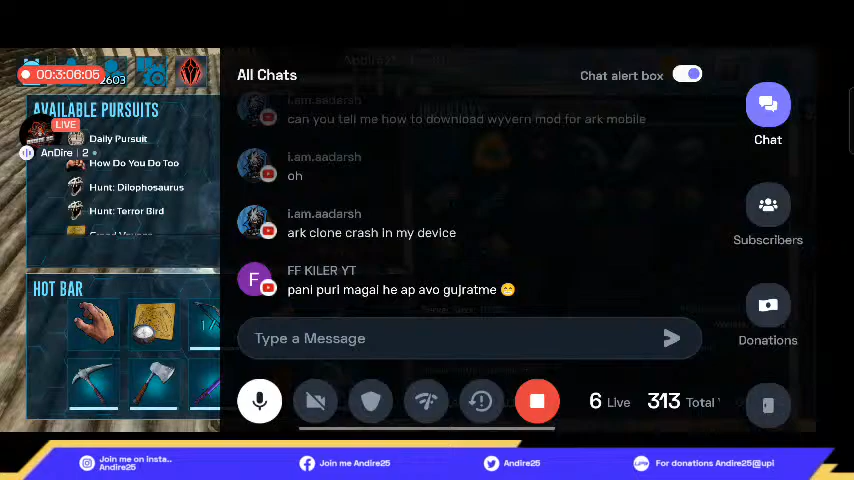 00:3:06:05
2603
AVAILABLE PURSUITS
LIVE
AnDire | 2
Daily Pursuit
How Do You Do Too
Hunt: Dilophosaurus
Hunt: Terror Bird
HOT BAR
1/
All Chats
Chat alert box
i.am.aadarsh
can you tell me how to download wyvern mod for ark mobile
i.am.aadarsh
oh
i.am.aadarsh
ark clone crash in my device
F
FF KILER YT
pani puri magai he ap avo gujratme 😁
Type a Message
6 Live 313 Total
Chat
Subscribers
Donations
Join me on insta..
Andire25
Join me Andire25
Andire25
UPI
For donations Andire25@upi